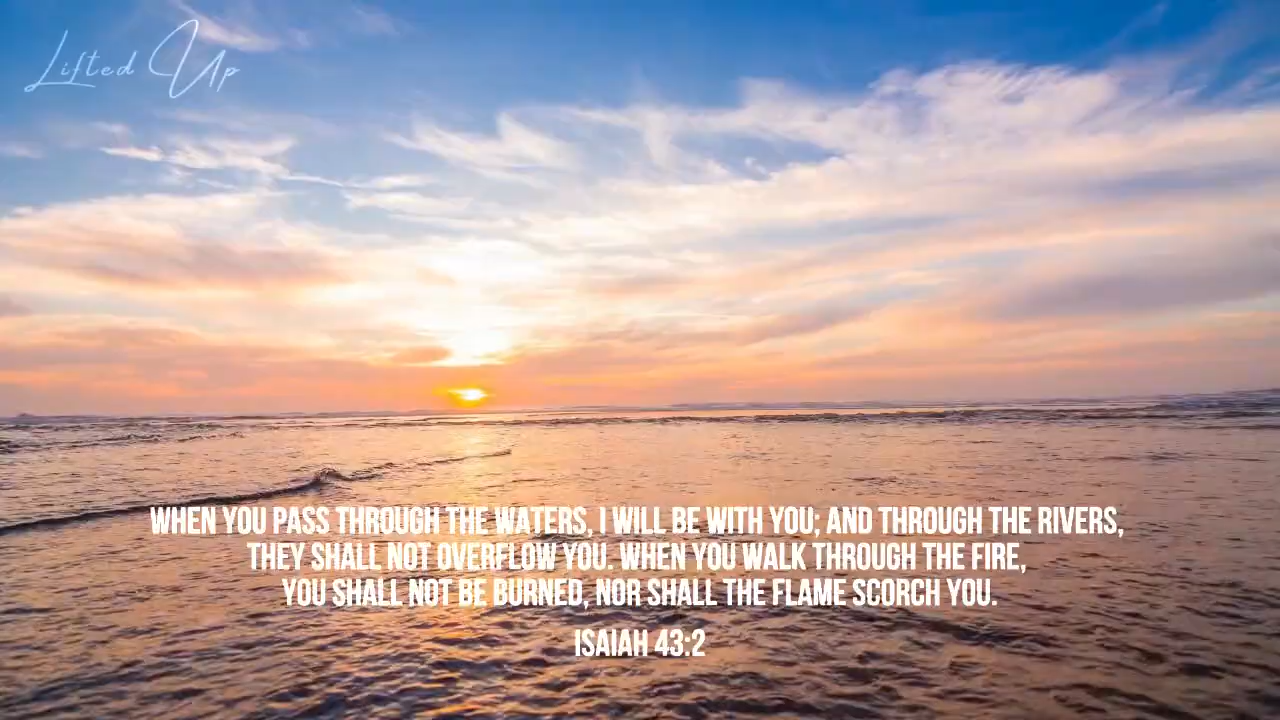 Lifted Up
WHEN YOU PASS THROUGH THE WATERS, I WILL BE WITH YOU; AND THROUGH THE RIVERS,
THEY SHALL NOT OVERFLOW YOU. WHEN YOU WALK THROUGH THE FIRE,
YOU SHALL NOT BE BURNED, NOR SHALL THE FLAME SCORCH YOU.
ISAIAH 43:2